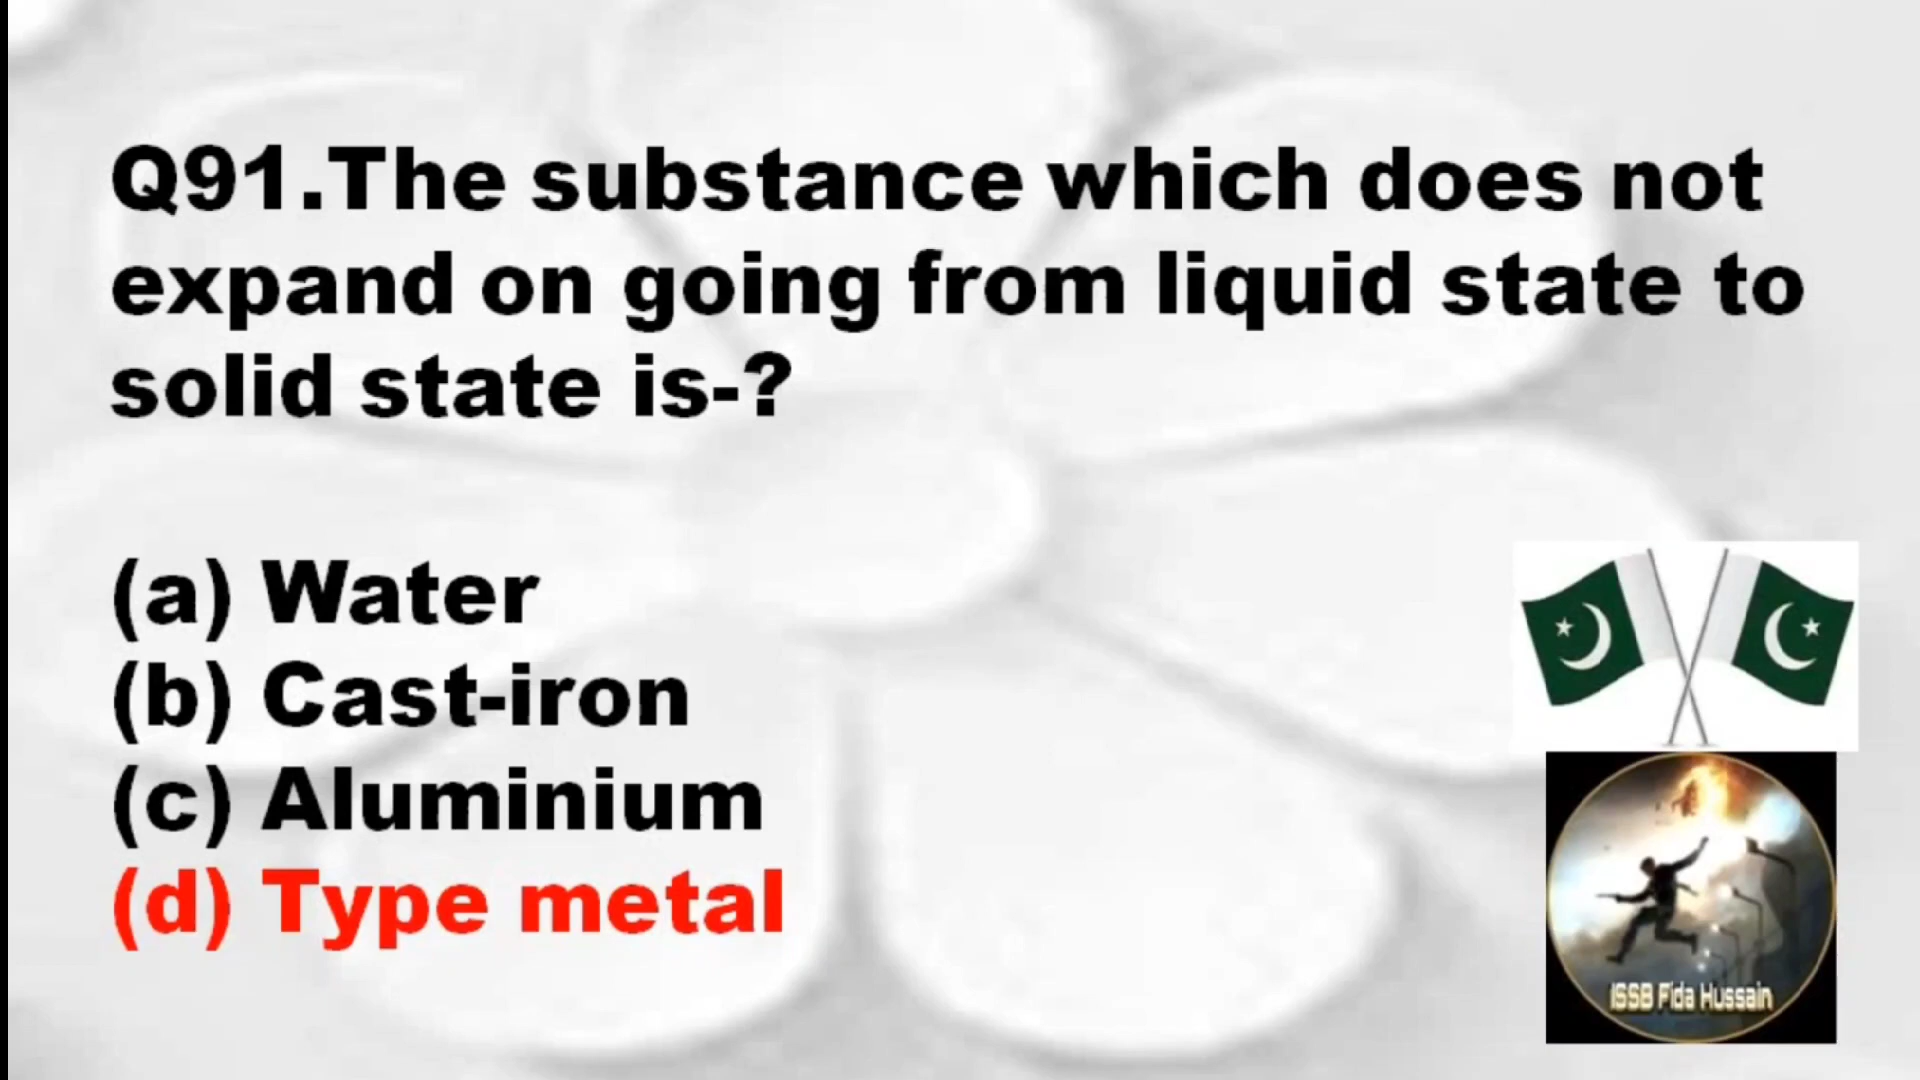 Q91.The substance which does not
expand on going from liquid state to
solid state is-?
(a) Water
(b) Cast-iron
(c) Aluminium
(d) Type metal
ISSB Fida Hussain